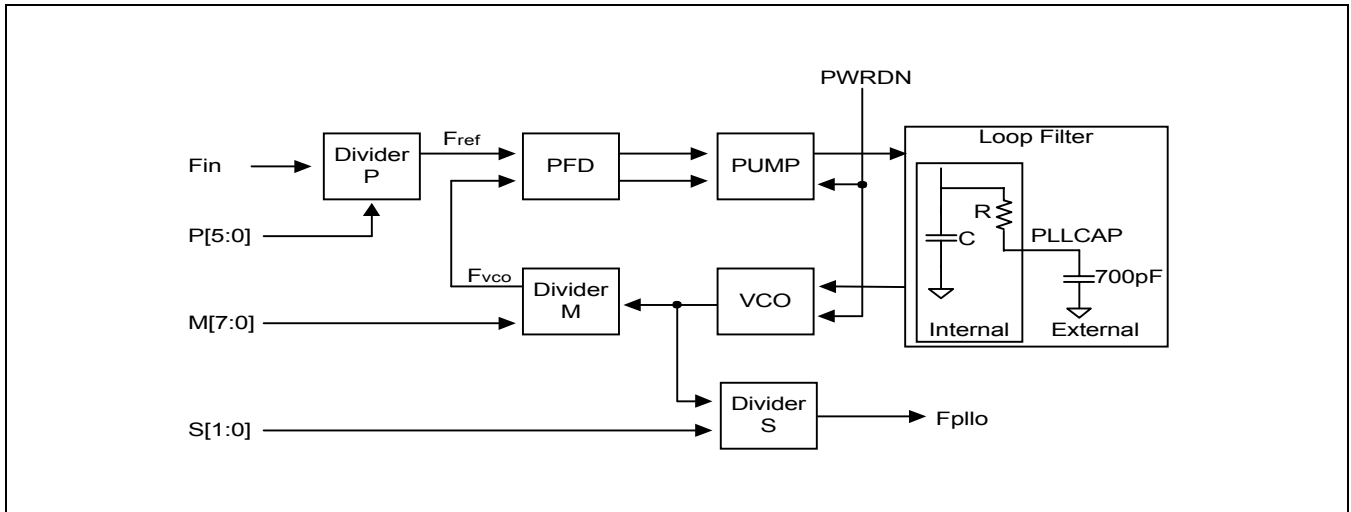 PWRDN
Loop Filter
Fin
Divider
P
Fref
PFD
PUMP
R
C
PLLCAP
700pF
P[5:0]
Fvco
Divider
M
VCO
M[7:0]
Internal
External
Divider
S
Fpllo
S[1:0]